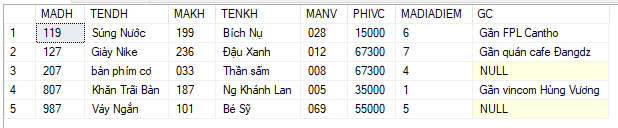 MADH TENDH MAKH TENKH MANV PHIVC MADIADIEM GC
1 119 Súng Nước 199 Bích Nụ 028 15000 6 Gần FPL Cantho
2 127 Giày Nike 236 Đậu Xanh 012 67300 7 Gần quán cafe Đangdz
3 207 bàn phím cơ 033 Thần sấm 008 67300 4 NULL
4 807 Khăn Trãi Bàn 187 Ng Khánh Lan 005 35000 1 Gần vincom Hùng Vương
5 987 Váy Ngắn 101 Bé Sỹ 069 55000 5 NULL